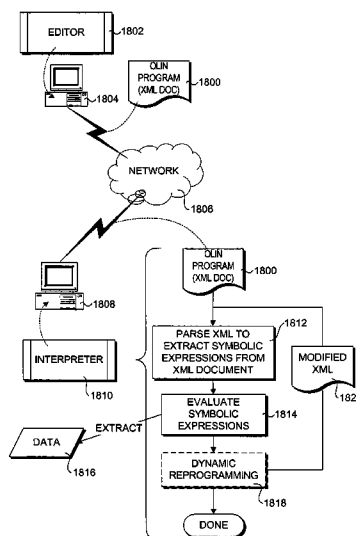 EDITOR
1802
1804
OLIN
PROGRAM
(XML DOC)
1800
NETWORK
1806
1808
INTERPRETER
1810
OLIN
PROGRAM
(XML DOC)
1800
PARSE XML TO
EXTRACT SYMBOLIC
EXPRESSIONS FROM
XML DOCUMENT
1812
MODIFIED
XML
182
EVALUATE
SYMBOLIC
EXPRESSIONS
1814
EXTRACT
DATA
1816
DYNAMIC
REPROGRAMMING
1818
DONE